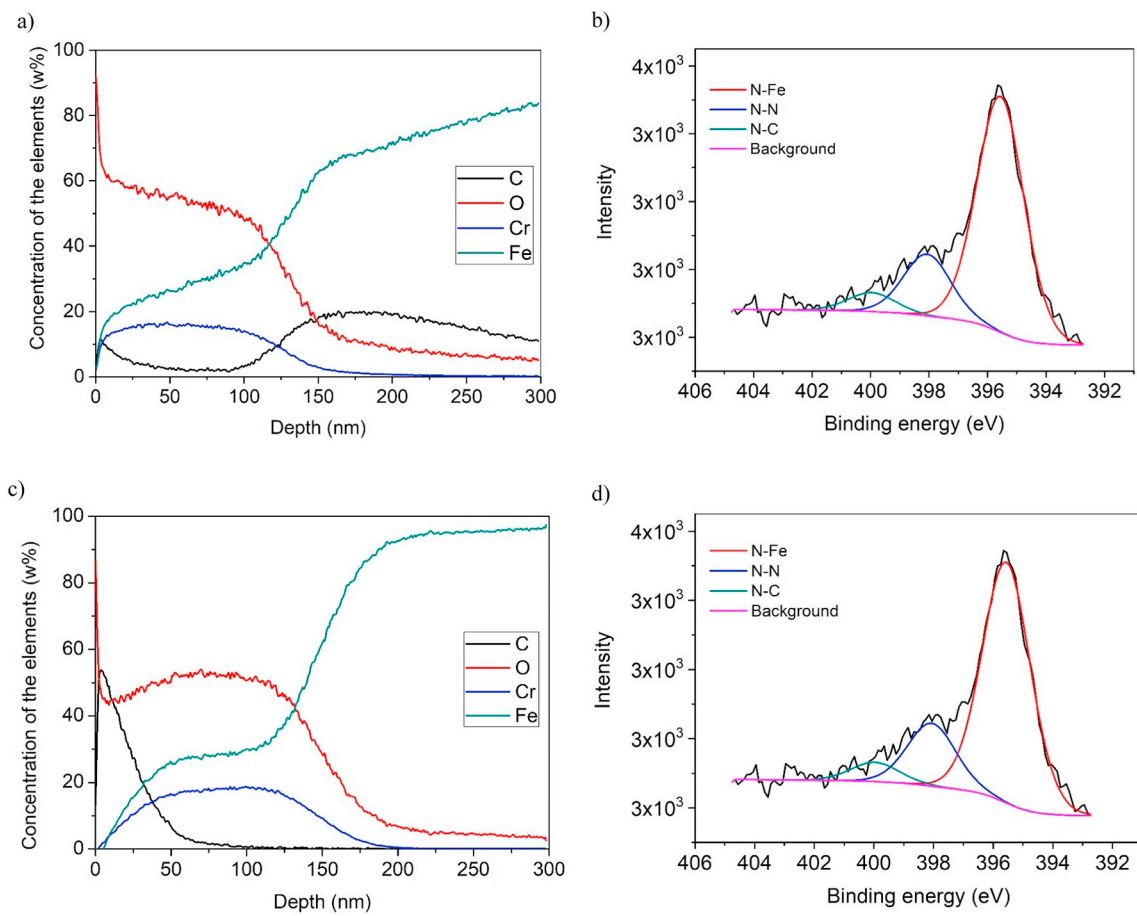 a)
100
80
60
40
20
0
Concentration of the elements (w%)
C
O
Cr
Fe
0 50 100 150 200 250 300
Depth (nm)
b)
4x10³
3x10³
3x10³
3x10³
3x10³
Intensity
N-Fe
N-N
N-C
Background
406 404 402 400 398 396 394 392
Binding energy (eV)
c)
100
80
60
40
20
0
Concentration of the elements (w%)
C
O
Cr
Fe
0 50 100 150 200 250 300
Depth (nm)
d)
4x10³
3x10³
3x10³
3x10³
3x10³
Intensity
N-Fe
N-N
N-C
Background
406 404 402 400 398 396 394 392
Binding energy (eV)